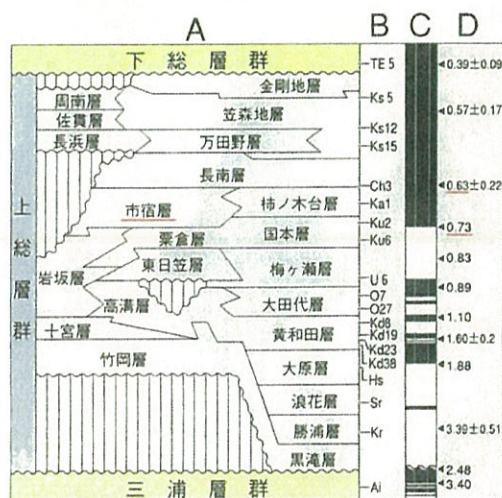 A B C D
下総層群
TE 5
0.39±0.09
金剛地層
Ks 5
周南層
笠森地層
0.57±0.17
佐貫層
Ks12
長浜層
万田野層
Ks15
長南層
Ch3
0.63±0.22
上総層群
市宿層
柿ノ木台層
Ka1
Ku2
0.73
粟倉層
国本層
Ku6
岩坂層
東日笠層
梅ヶ瀬層
0.83
U 6
0.89
O7
高溝層
大田代層
O27
1.10
十宮層
黄和田層
Kd8
Kd19
1.60±0.2
竹岡層
Kd23
大原層
Kd38
1.88
Hs
浪花層
Sr
勝浦層
Kr
3.39±0.51
黒滝層
2.48
三浦層群
Ai
3.40